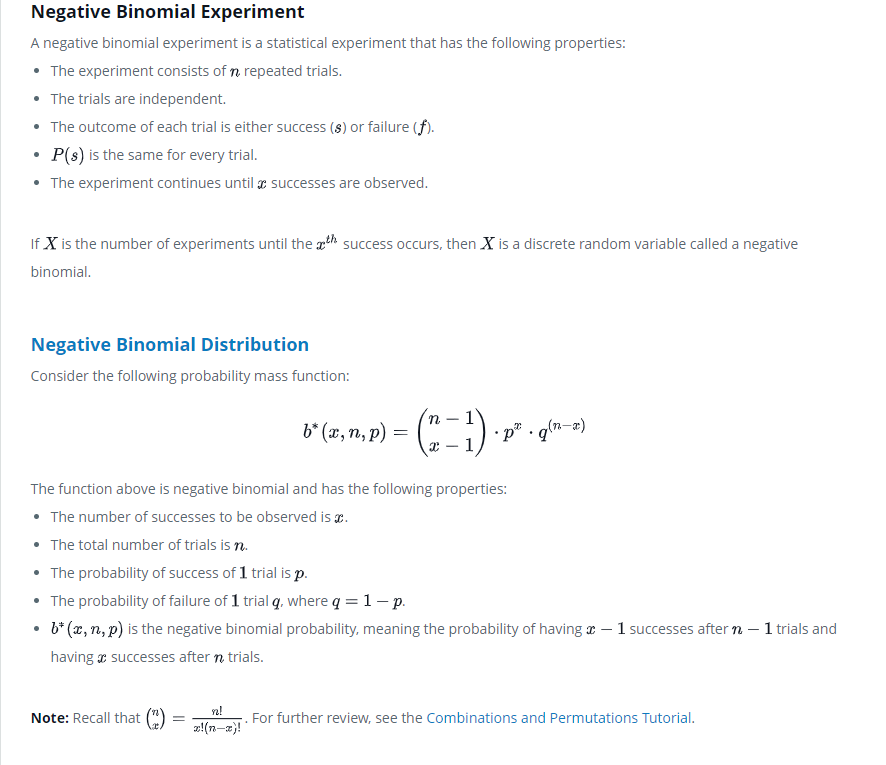 Negative Binomial Experiment
A negative binomial experiment is a statistical experiment that has the following properties:
• The experiment consists of n repeated trials.
• The trials are independent.
• The outcome of each trial is either success (s) or failure (f).
• P(s) is the same for every trial.
• The experiment continues until x successes are observed.
If X is the number of experiments until the x^{th} success occurs, then X is a discrete random variable called a negative
binomial.
Negative Binomial Distribution
Consider the following probability mass function:
b^*(x, n, p) = \binom{n-1}{x-1} \cdot p^x \cdot q^{(n-x)}
The function above is negative binomial and has the following properties:
• The number of successes to be observed is x.
• The total number of trials is n.
• The probability of success of 1 trial is p.
• The probability of failure of 1 trial q, where q = 1 − p.
• b^*(x, n, p) is the negative binomial probability, meaning the probability of having x − 1 successes after n − 1 trials and
having x successes after n trials.
Note: Recall that \binom{n}{x} = \frac{n!}{x!(n-x)!}. For further review, see the Combinations and Permutations Tutorial.